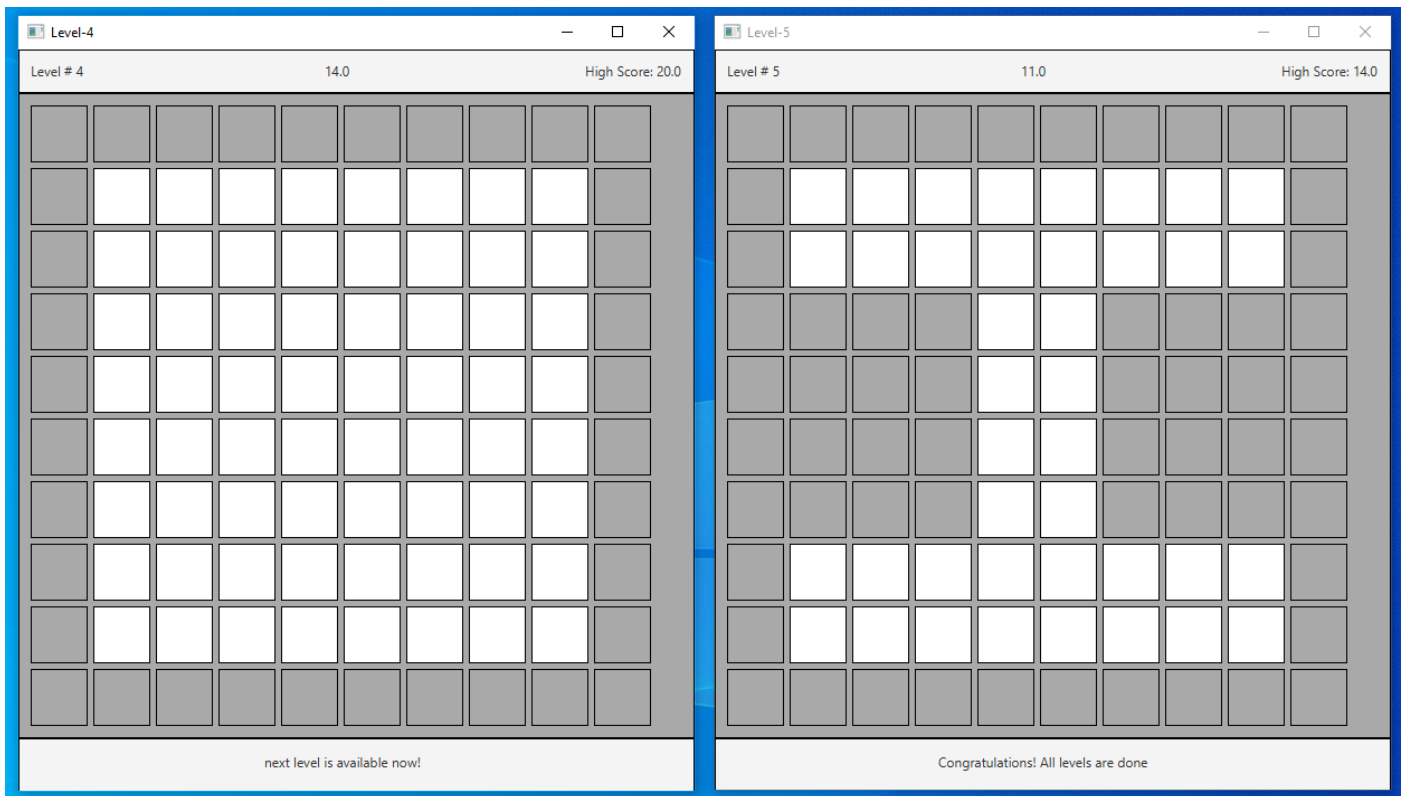 Level-4
Level # 4 14.0 High Score: 20.0
next level is available now!
Level-5
Level # 5 11.0 High Score: 14.0
Congratulations! All levels are done